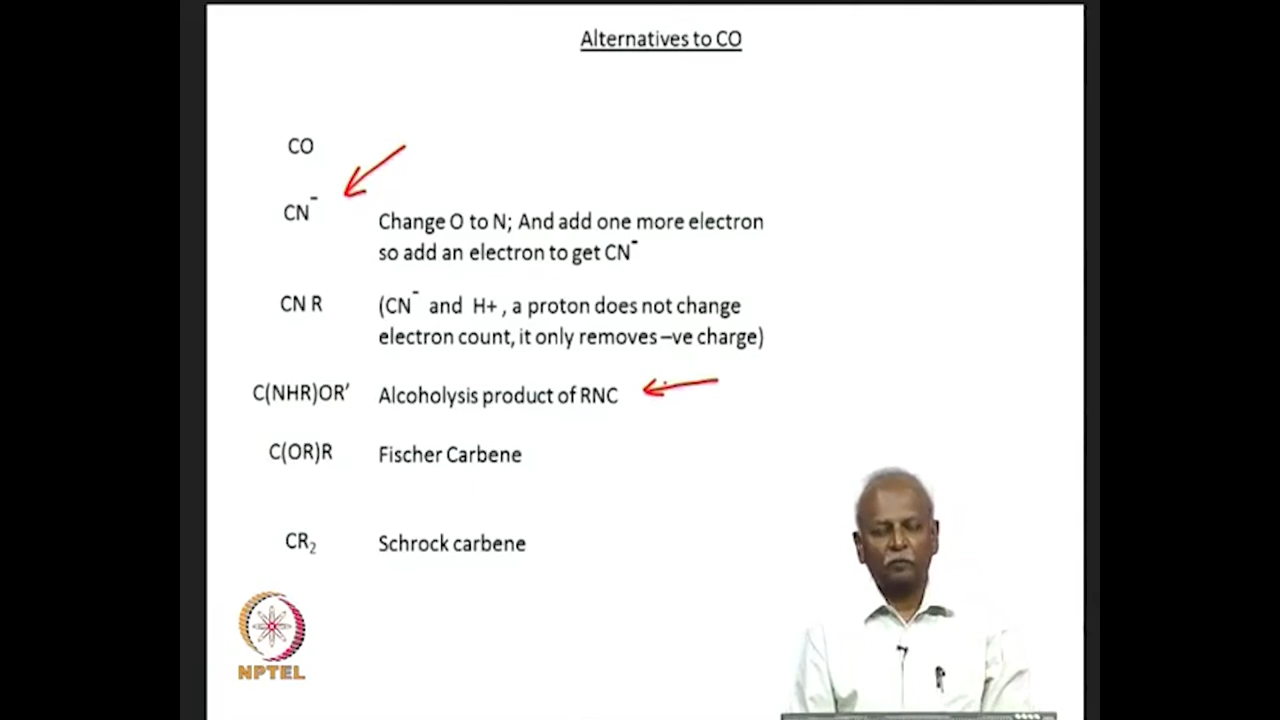 Alternatives to CO
CO
CN⁻
Change O to N; And add one more electron
so add an electron to get CN⁻
CN R (CN⁻ and H+ , a proton does not change
electron count, it only removes –ve charge)
C(NHR)OR’ Alcoholysis product of RNC
C(OR)R Fischer Carbene
CR₂ Schrock carbene
NPTEL